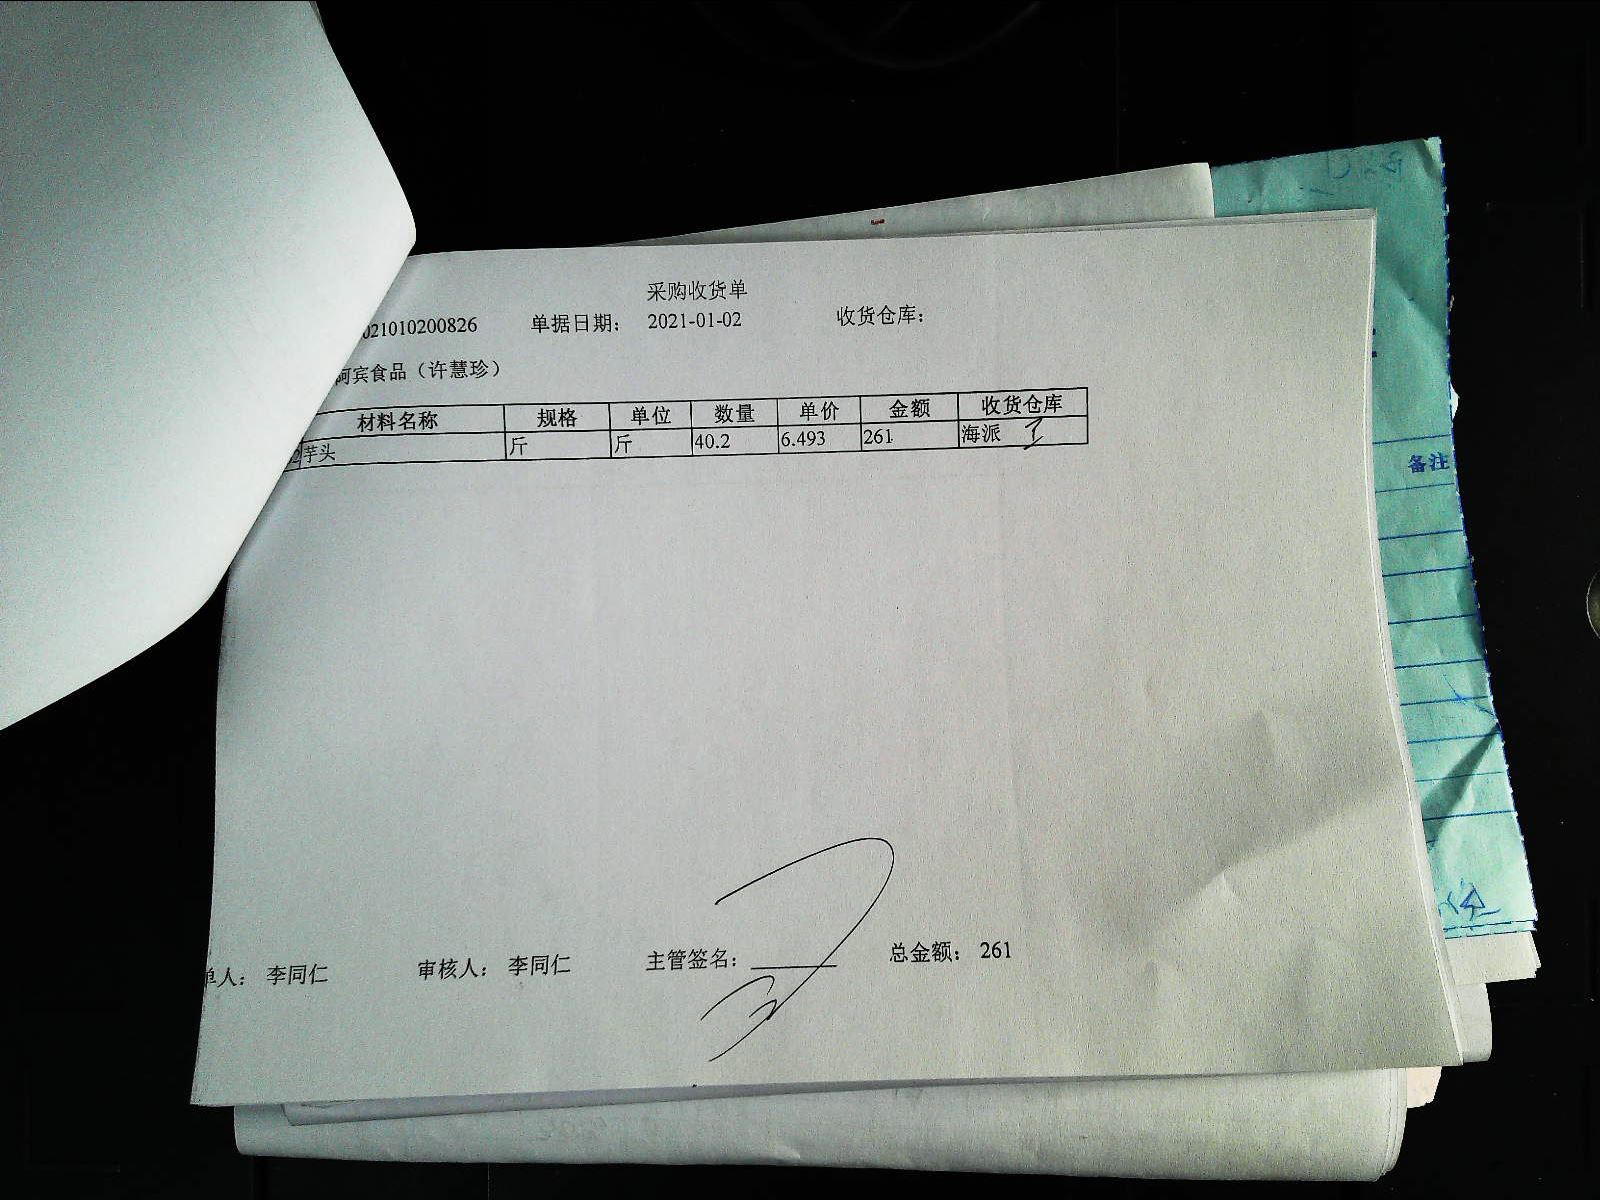 采购收货单
021010200826 单据日期： 2021-01-02 收货仓库：
阿宾食品（许慧珍）
材料名称 规格 单位 数量 单价 金额 收货仓库
2 芋头 斤 斤 40.2 6.493 261 海派
备注
单人： 李同仁 审核人： 李同仁 主管签名： 总金额： 261